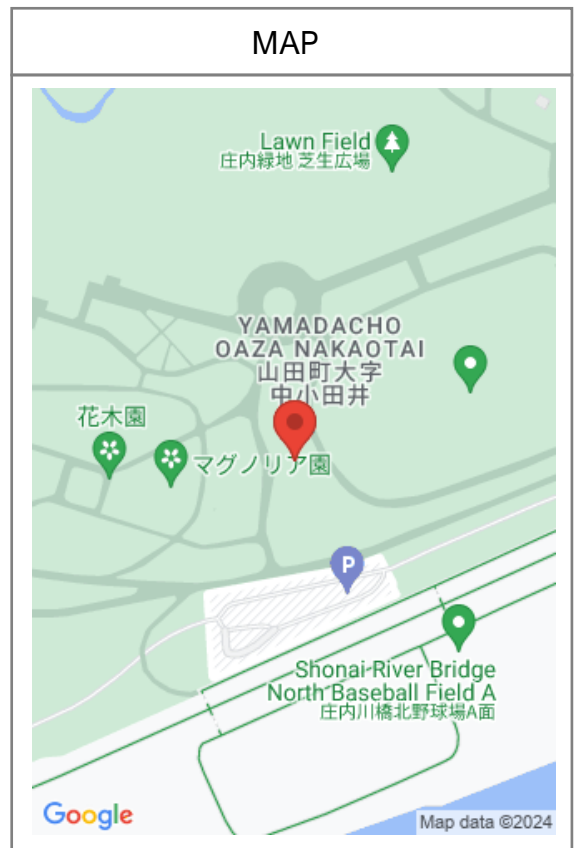 MAP
Lawn Field
庄内緑地 芝生広場
YAMADACHO
OAZA NAKAOTAI
山田町大字
中小田井
花木園
マグノリア園
P
Shonai River Bridge
North Baseball Field A
庄内川橋北野球場A面
Google
Map data ©2024